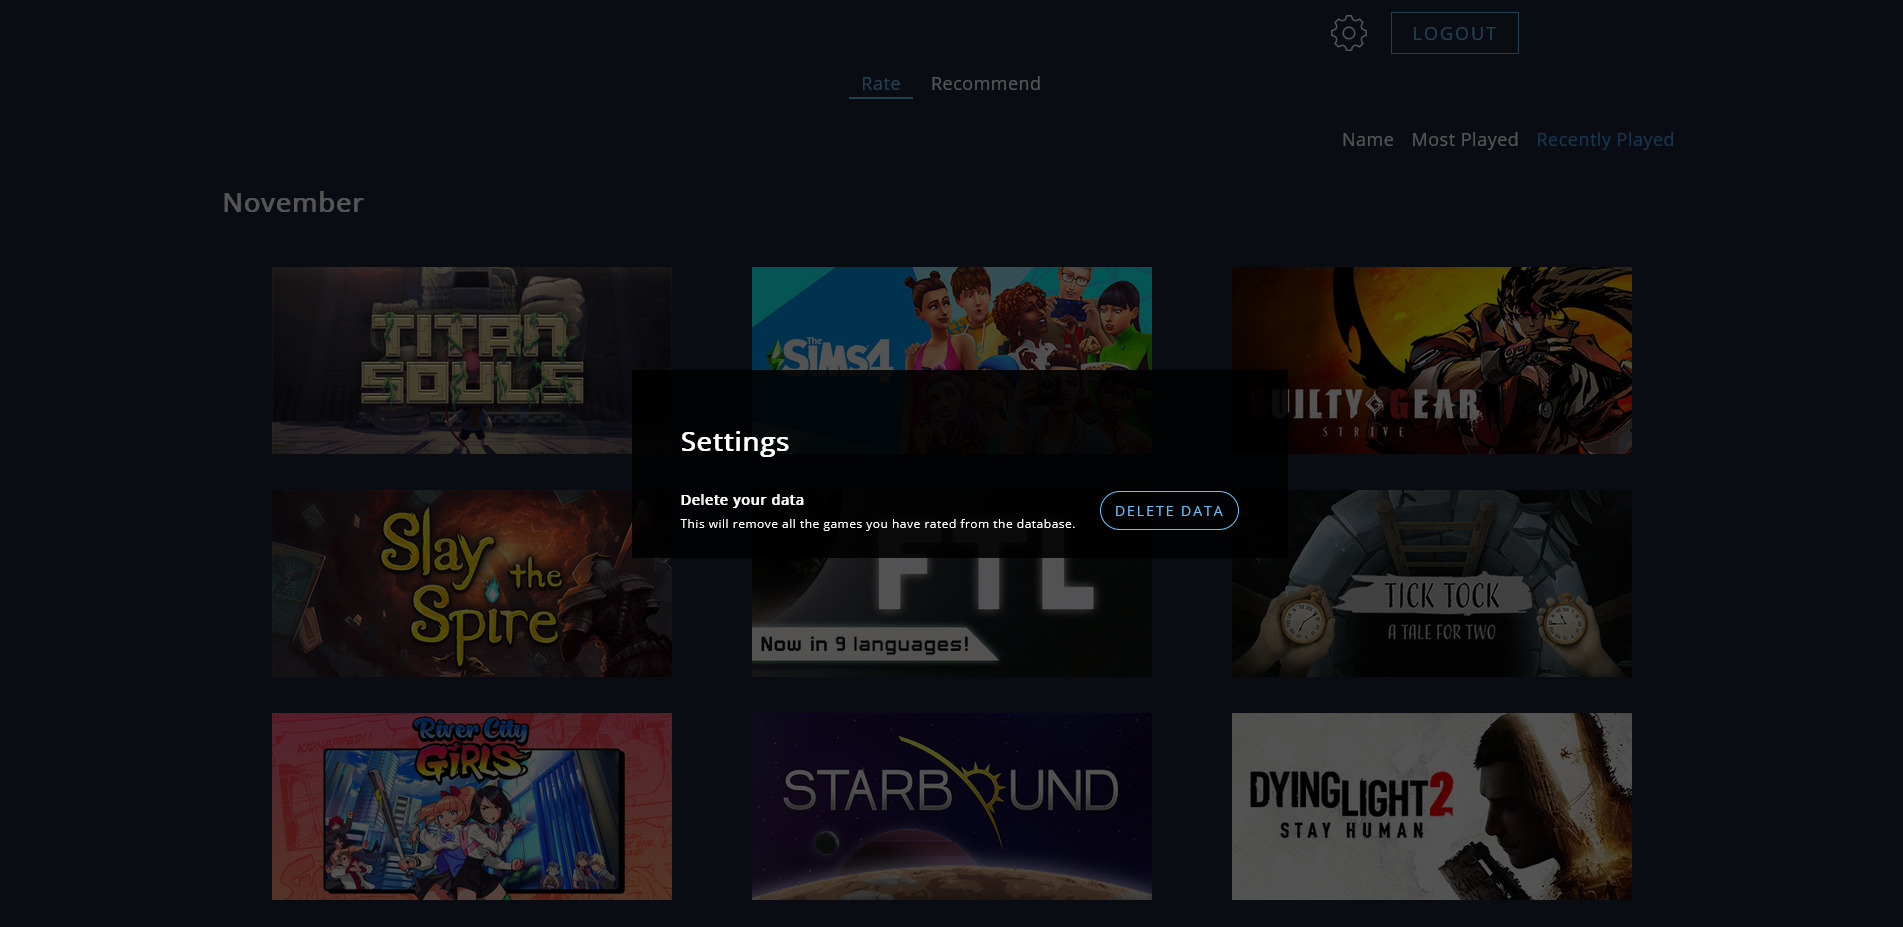 LOGOUT
Rate Recommend
Name Most Played Recently Played
November
TITAN
SOULS
The
SiMS4
GUILTY GEAR
STRIVE
Settings
Delete your data
This will remove all the games you have rated from the database.
DELETE DATA
Slay
the
Spire
FTL
Now in 9 languages!
TICK TOCK
A TALE FOR TWO
KIDNAPPED!!
River City
GiRLS
STARBOUND
DYING LIGHT 2
STAY HUMAN